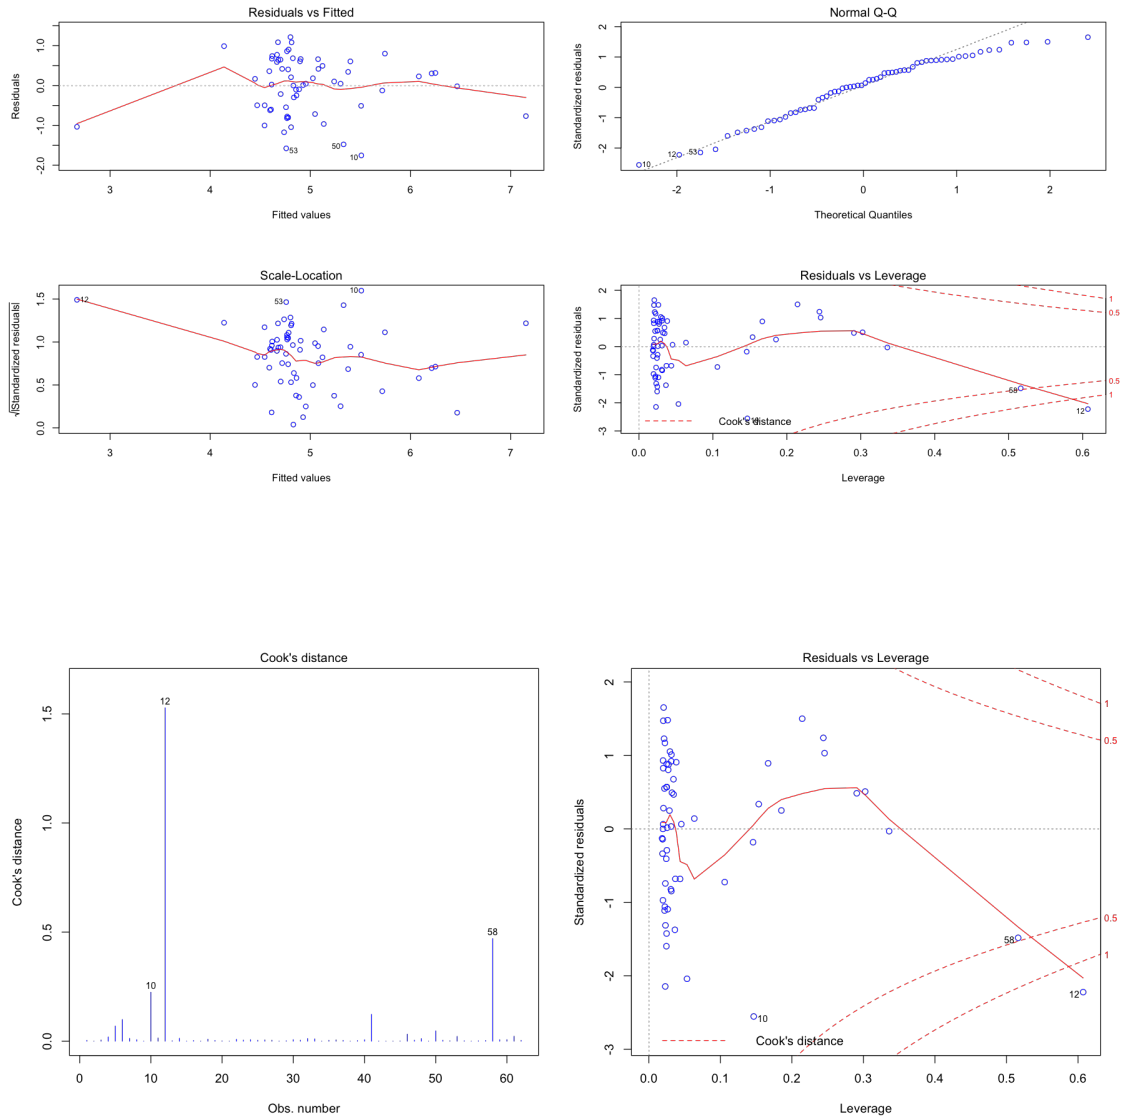 Residuals vs Fitted
Residuals
1.0
0.0
-1.0
-2.0
53
50
10
3 4 5 6 7
Fitted values
Normal Q-Q
Standardized residuals
2
1
0
-1
-2
10
12
53
-2 -1 0 1 2
Theoretical Quantiles
Scale-Location
√|Standardized residuals|
1.5
1.0
0.5
0.0
12
53
10
3 4 5 6 7
Fitted values
Residuals vs Leverage
Standardized residuals
2
1
0
-1
-2
-3
1
0.5
0.5
1
58
12
Cook's distance
0.0 0.1 0.2 0.3 0.4 0.5 0.6
Leverage
Cook's distance
Cook's distance
1.5
1.0
0.5
0.0
12
58
10
0 10 20 30 40 50 60
Obs. number
Residuals vs Leverage
Standardized residuals
2
1
0
-1
-2
-3
1
0.5
0.5
1
58
12
10
Cook's distance
0.0 0.1 0.2 0.3 0.4 0.5 0.6
Leverage